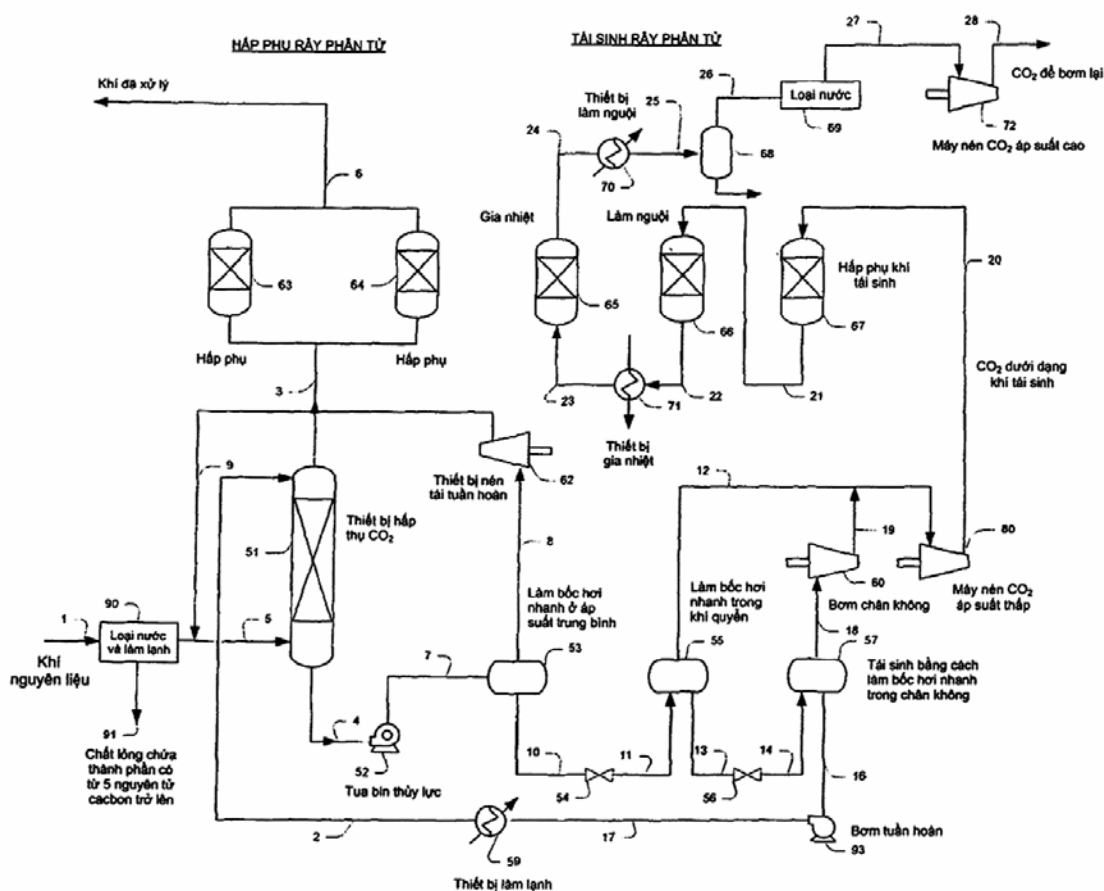 HẤP PHỤ RÂY PHÂN TỬ
TÁI SINH RÂY PHÂN TỬ
27
28
CO₂ để bơm lại
Khí đã xử lý
26
Thiết bị
làm nguội
25
Loại nước
69
72
Máy nén CO₂ áp suất cao
24
68
70
6
Gia nhiệt
Làm nguội
20
63
64
65
66
Hấp phụ khí
tái sinh
67
Hấp phụ
Hấp phụ
3
23
71
22
21
CO₂ dưới dạng
khí tái sinh
Thiết bị
gia nhiệt
9
Thiết bị nén
tái tuần hoàn
62
12
51
Thiết bị hấp
thụ CO₂
8
19
80
60
Làm bốc hơi
nhanh ở áp
suất trung bình
Làm bốc hơi
nhanh trong
khí quyển
Bơm chân không
Máy nén CO₂
áp suất thấp
90
1
Loại nước
và làm lạnh
5
18
55
57
53
7
Khí
nguyên liệu
Tái sinh bằng cách
làm bốc hơi nhanh
trong chân không
91
4
Chất lỏng chứa
thành phần có
từ 5 nguyên tử
cacbon trở lên
52
Tua bin thủy lực
10
11
13
14
16
54
56
2
59
17
Bơm tuần hoàn
93
Thiết bị làm lạnh